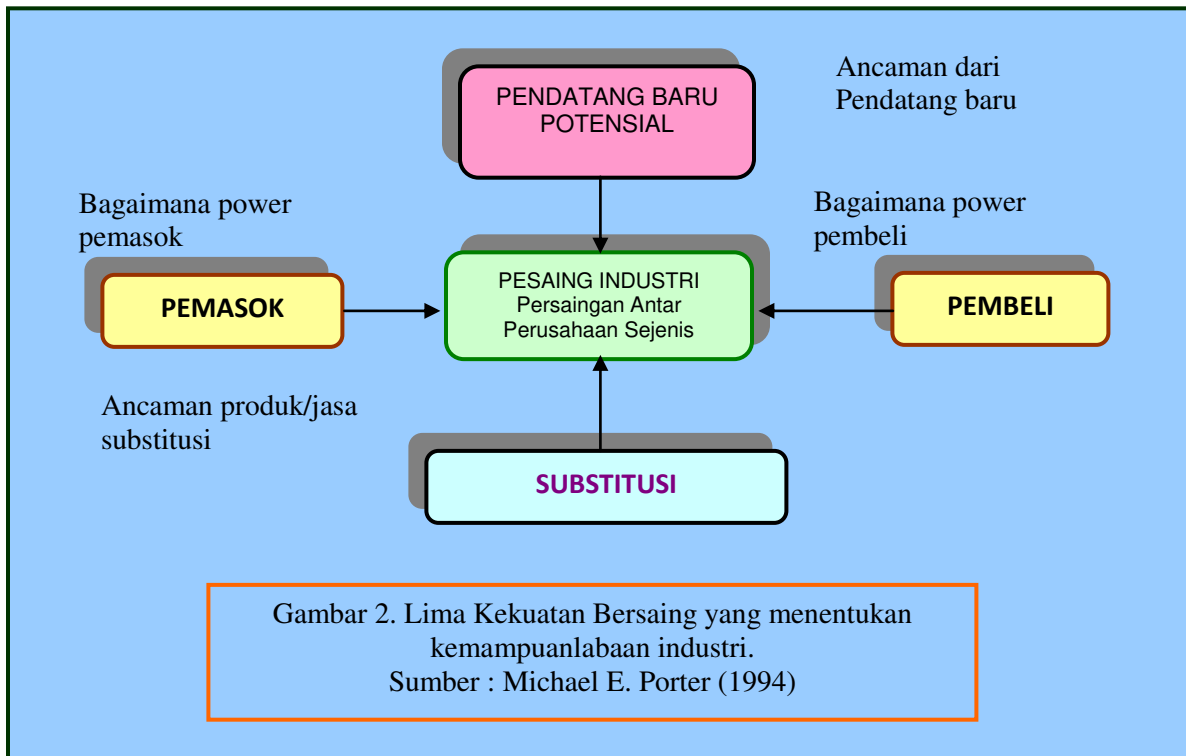 PENDATANG BARU
POTENSIAL
Ancaman dari
Pendatang baru
Bagaimana power
pemasok
Bagaimana power
pembeli
PEMASOK
PESAING INDUSTRI
Persaingan Antar
Perusahaan Sejenis
PEMBELI
Ancaman produk/jasa
substitusi
SUBSTITUSI
Gambar 2. Lima Kekuatan Bersaing yang menentukan
kemampuanlabaan industri.
Sumber : Michael E. Porter (1994)